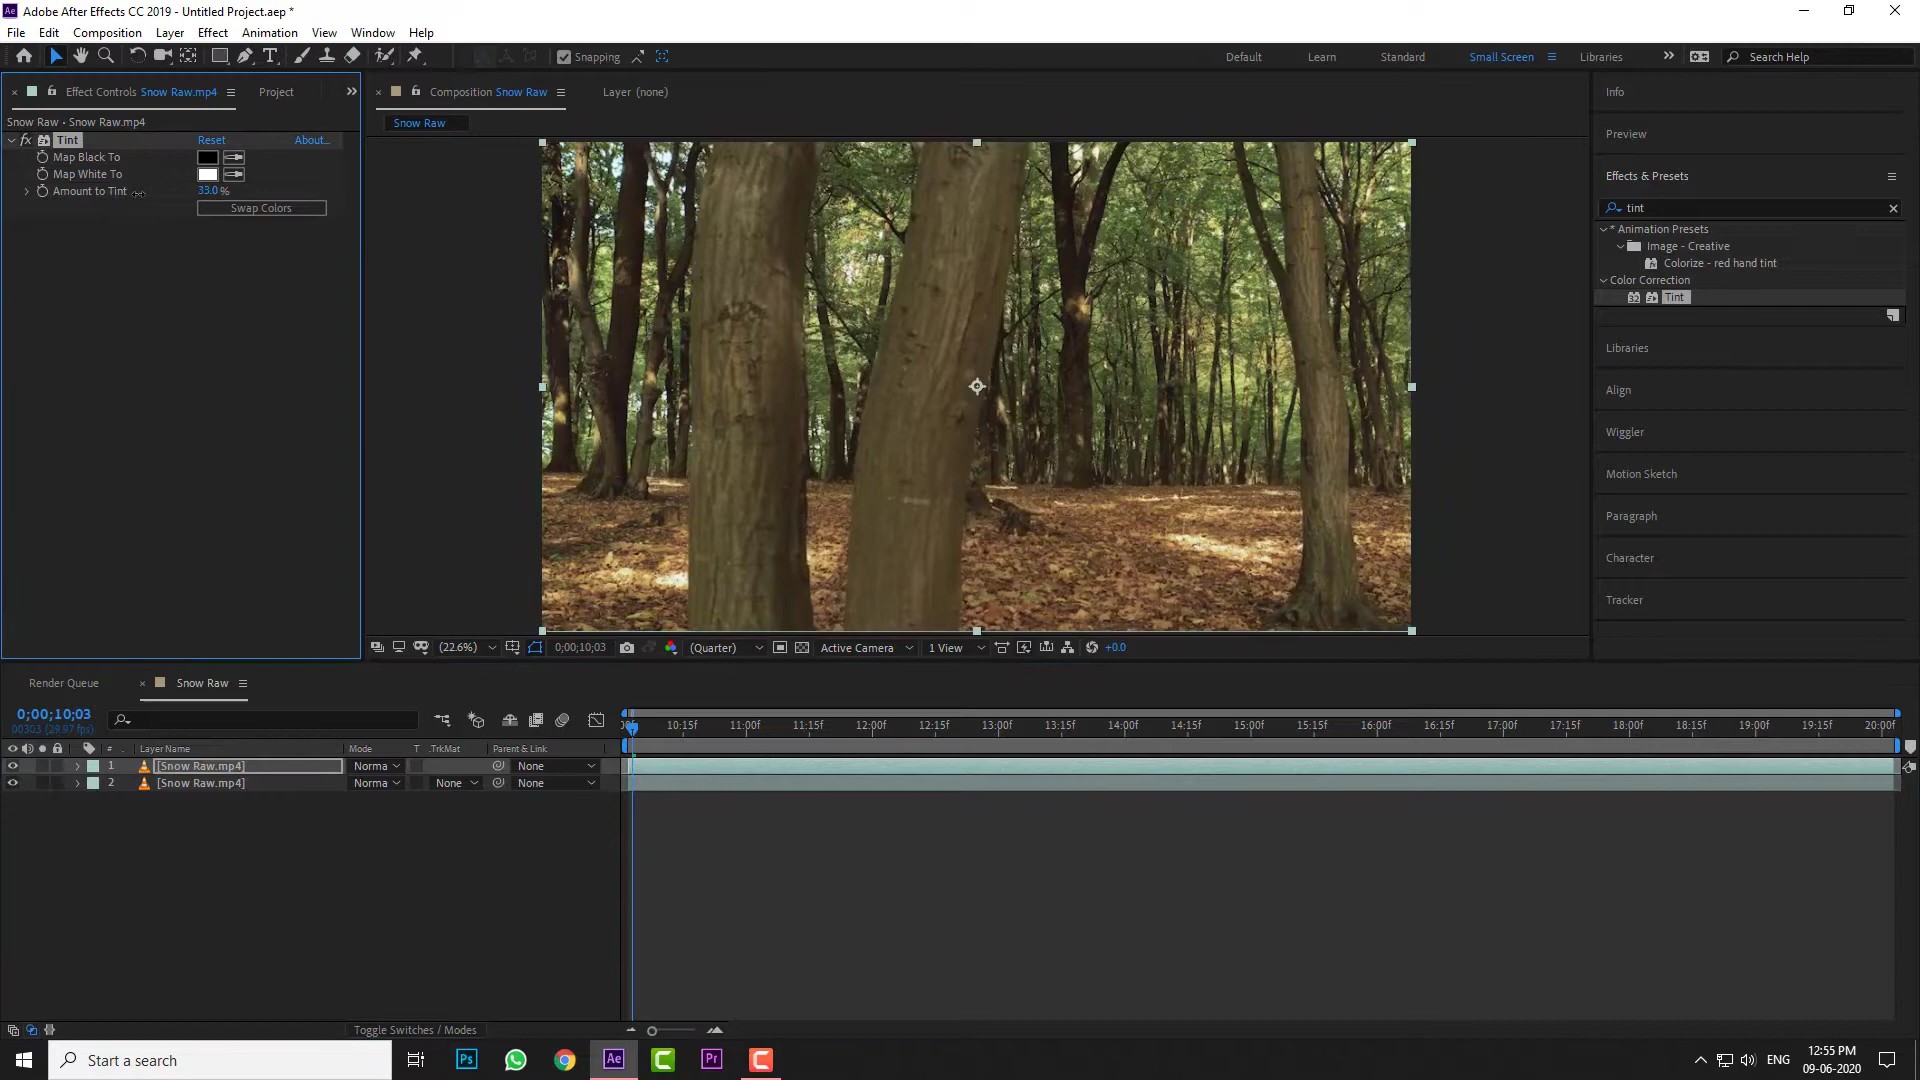 Adobe After Effects CC 2019 - Untitled Project.aep *
File Edit Composition Layer Effect Animation View Window Help
Snapping
Default Learn Standard Small Screen Libraries
Search Help
Effect Controls Snow Raw.mp4
Project
Composition Snow Raw
Layer (none)
Snow Raw • Snow Raw.mp4
Snow Raw
fx Tint Reset About...
Map Black To
Map White To
Amount to Tint 33.0 %
Swap Colors
Info
Preview
Effects & Presets
tint
* Animation Presets
Image - Creative
Colorize - red hand tint
Color Correction
32 Tint
Libraries
Align
Wiggler
Motion Sketch
Paragraph
Character
Tracker
(22.6%) 0;00;10;03 (Quarter) Active Camera 1 View +0.0
Render Queue
Snow Raw
0;00;10;03
00303 (29.97 fps)
10:15f 11:00f 11:15f 12:00f 12:15f 13:00f 13:15f 14:00f 14:15f 15:00f 15:15f 16:00f 16:15f 17:00f 17:15f 18:00f 18:15f 19:00f 19:15f 20:00f
# Layer Name Mode T .TrkMat Parent & Link
1 [Snow Raw.mp4] Norma None
2 [Snow Raw.mp4] Norma None None
Toggle Switches / Modes
Start a search
Ps Ae Pr
ENG
12:55 PM
09-06-2020